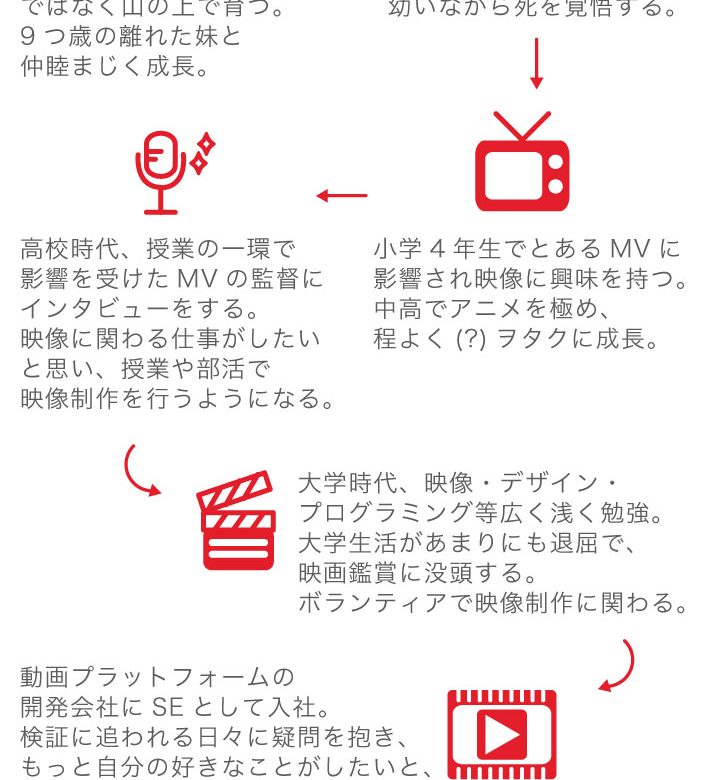 ではなく山の上で育つ。
9つ歳の離れた妹と
仲睦まじく成長。
幼いながら死を覚悟する。
小学4年生でとあるMVに
影響され映像に興味を持つ。
中高でアニメを極め、
程よく(?)ヲタクに成長。
高校時代、授業の一環で
影響を受けたMVの監督に
インタビューをする。
映像に関わる仕事がしたい
と思い、授業や部活で
映像制作を行うようになる。
大学時代、映像・デザイン・
プログラミング等広く浅く勉強。
大学生活があまりにも退屈で、
映画鑑賞に没頭する。
ボランティアで映像制作に関わる。
動画プラットフォームの
開発会社にSEとして入社。
検証に追われる日々に疑問を抱き、
もっと自分の好きなことがしたいと、